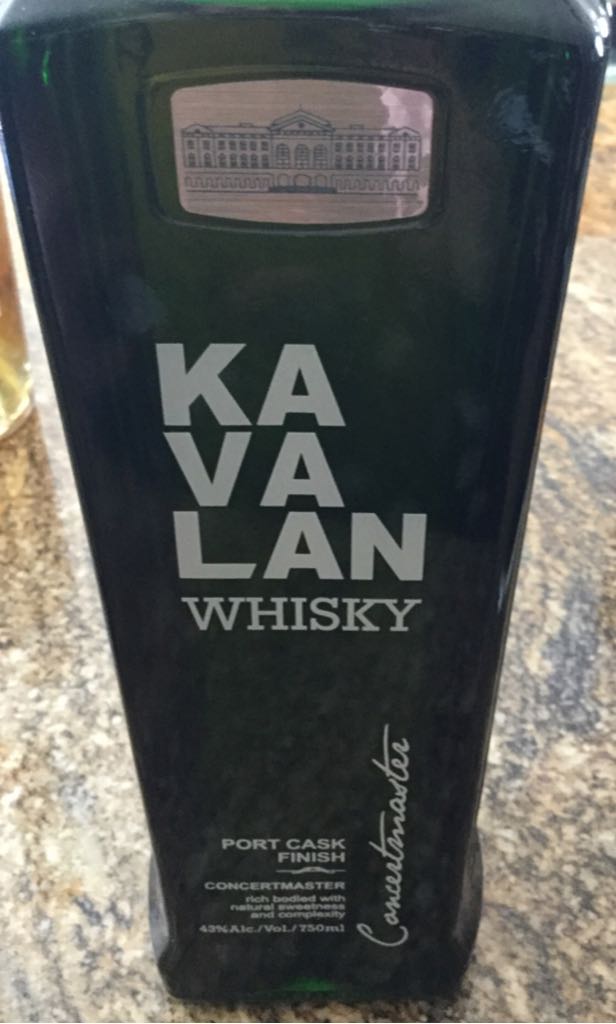 KA
VA
LAN
WHISKY
PORT CASK
FINISH
CONCERTMASTER
rich bodied with
natural sweetness
and complexity
43%Alc./Vol./750ml
Concertmaster